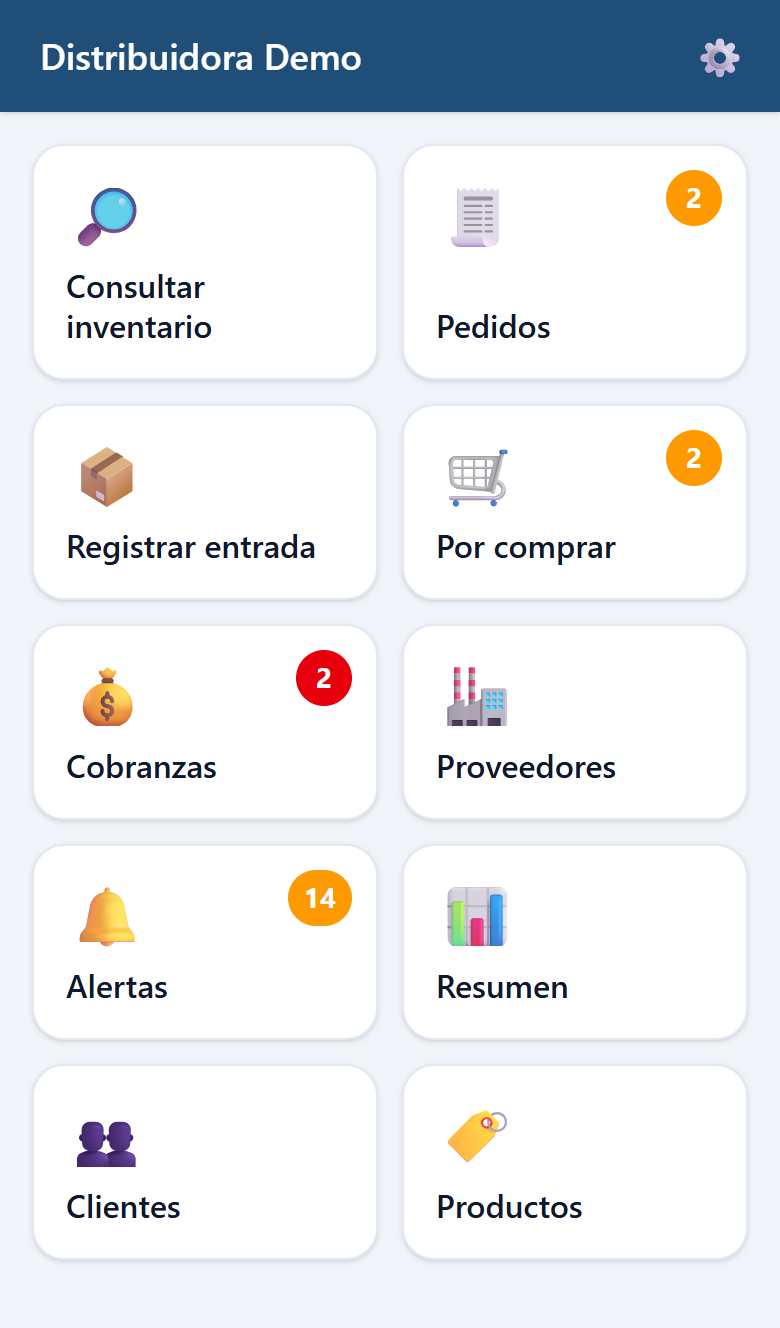 Distribuidora Demo
Consultar
inventario
2
Pedidos
Registrar entrada
2
Por comprar
2
Cobranzas
Proveedores
14
Alertas
Resumen
Clientes
Productos